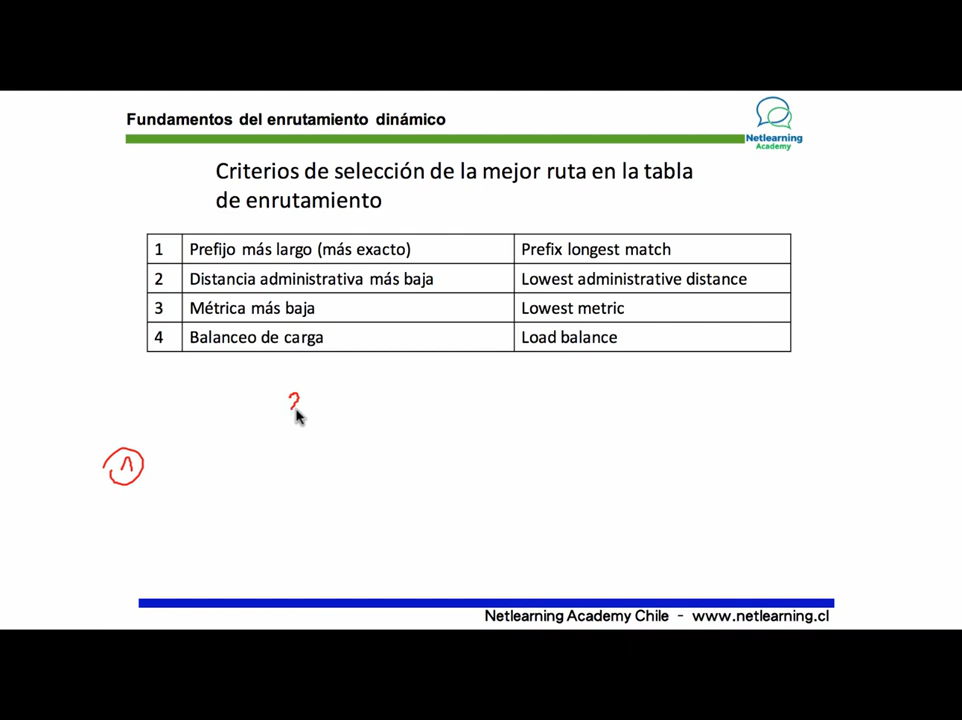 Fundamentos del enrutamiento dinámico
Netlearning
Academy
Criterios de selección de la mejor ruta en la tabla
de enrutamiento
1 Prefijo más largo (más exacto) Prefix longest match
2 Distancia administrativa más baja Lowest administrative distance
3 Métrica más baja Lowest metric
4 Balanceo de carga Load balance
Netlearning Academy Chile - www.netlearning.cl